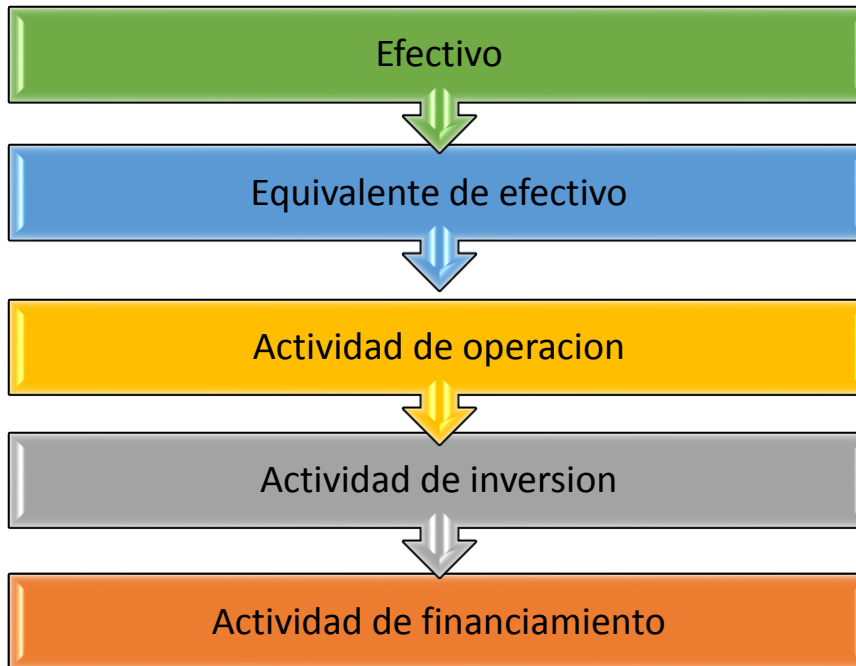 Efectivo
Equivalente de efectivo
Actividad de operacion
Actividad de inversion
Actividad de financiamiento